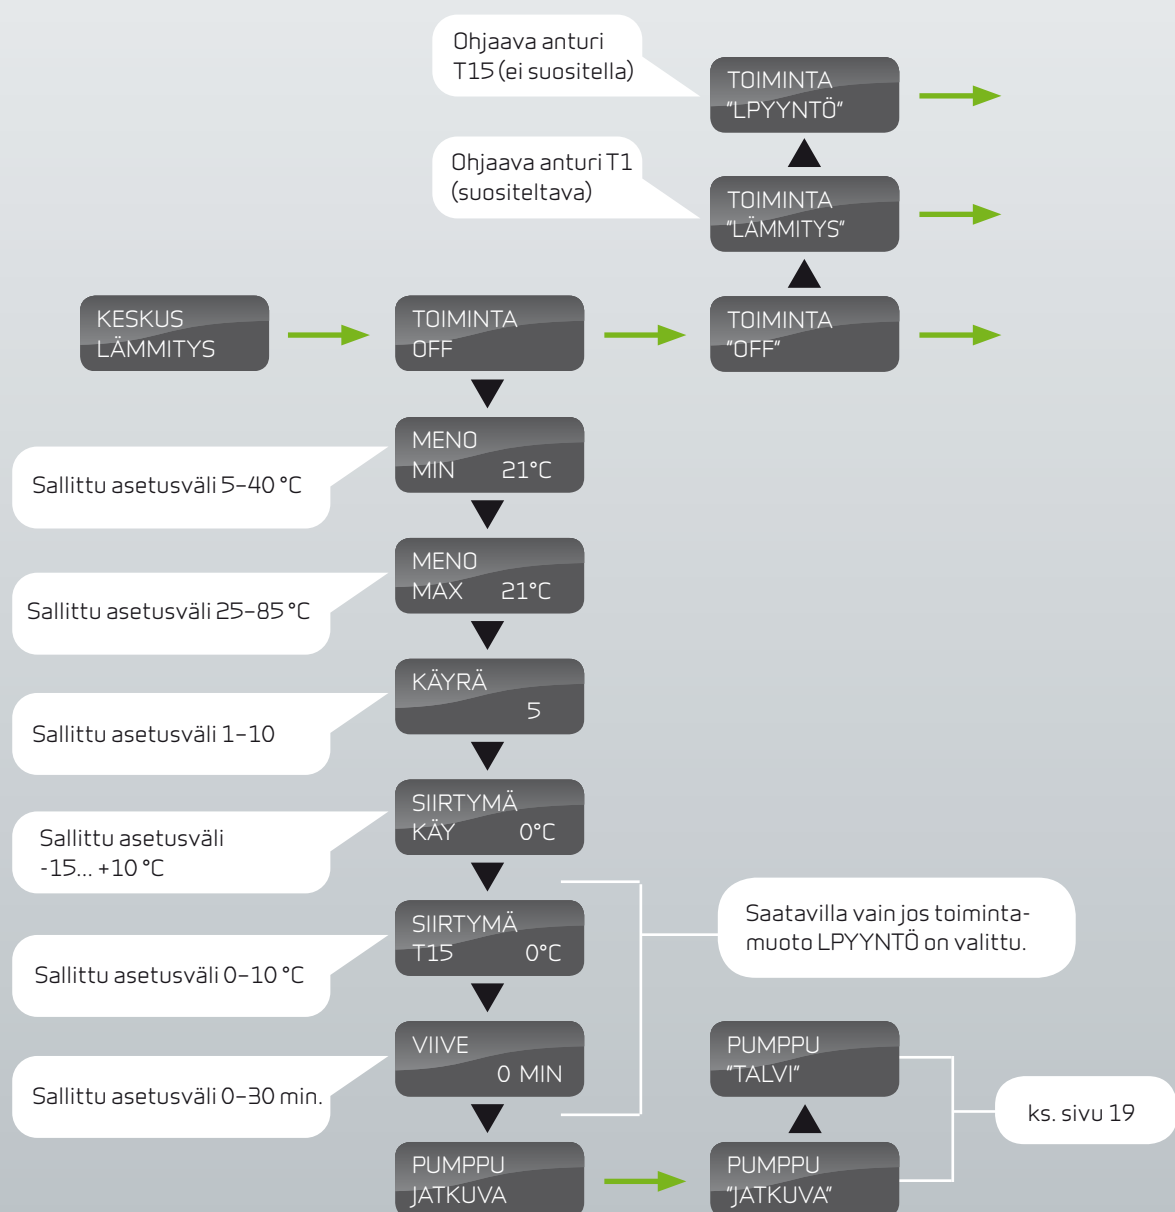 Ohjaava anturi
T15 (ei suositella)
TOIMINTA
"LPYYNTÖ"
Ohjaava anturi T1
(suositeltava)
TOIMINTA
"LÄMMITYS"
KESKUS
LÄMMITYS
TOIMINTA
OFF
TOIMINTA
"OFF"
Sallittu asetusväli 5–40 °C
MENO
MIN 21°C
Sallittu asetusväli 25–85 °C
MENO
MAX 21°C
Sallittu asetusväli 1–10
KÄYRÄ
5
Sallittu asetusväli
-15... +10 °C
SIIRTYMÄ
KÄY 0°C
Sallittu asetusväli 0–10 °C
SIIRTYMÄ
T15 0°C
Saatavilla vain jos toiminta-
muoto LPYYNTÖ on valittu.
Sallittu asetusväli 0–30 min.
VIIVE
0 MIN
PUMPPU
"TALVI"
ks. sivu 19
PUMPPU
JATKUVA
PUMPPU
"JATKUVA"